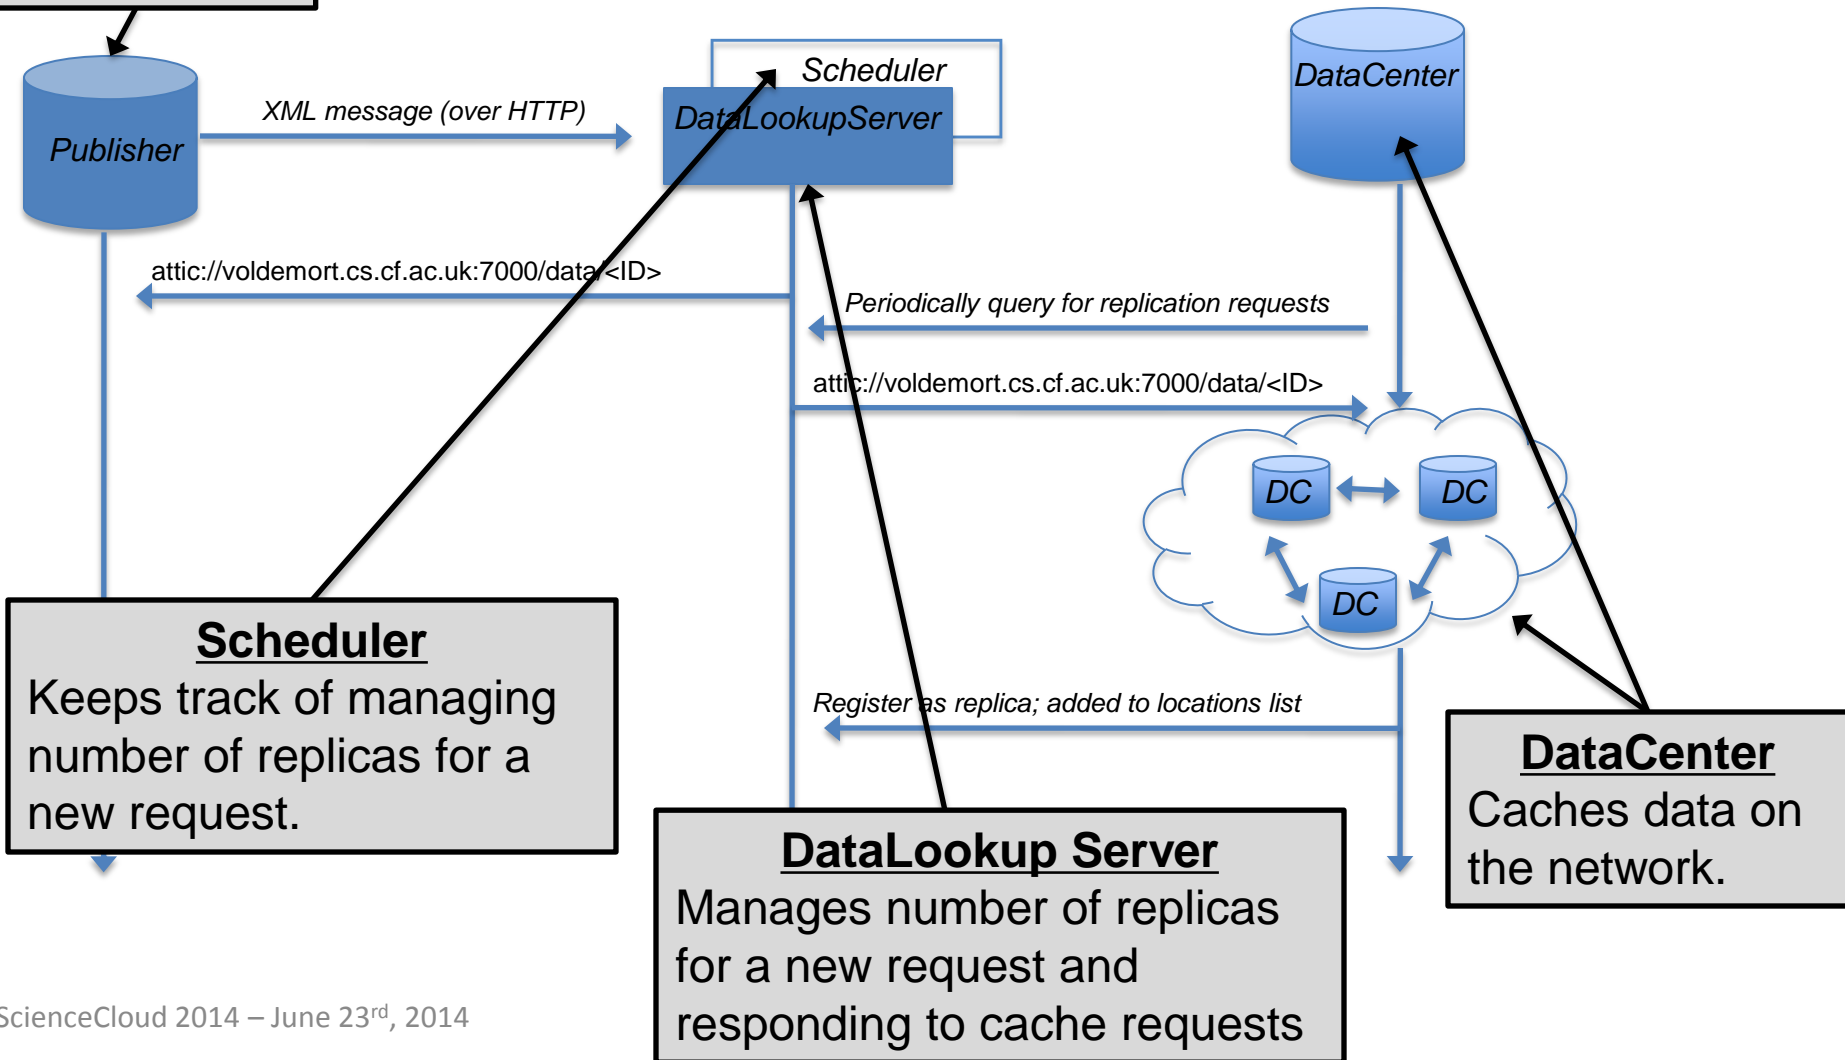 Scheduler
DataCenter
XML message (over HTTP)
DataLookupServer
Publisher
attic://voldemort.cs.cf.ac.uk:7000/data/<ID>
Periodically query for replication requests
attic://voldemort.cs.cf.ac.uk:7000/data/<ID>
DC
DC
DC
Scheduler
Keeps track of managing
number of replicas for a
new request.
Register as replica; added to locations list
DataCenter
Caches data on
the network.
DataLookup Server
Manages number of replicas
for a new request and
responding to cache requests
ScienceCloud 2014 – June 23rd, 2014